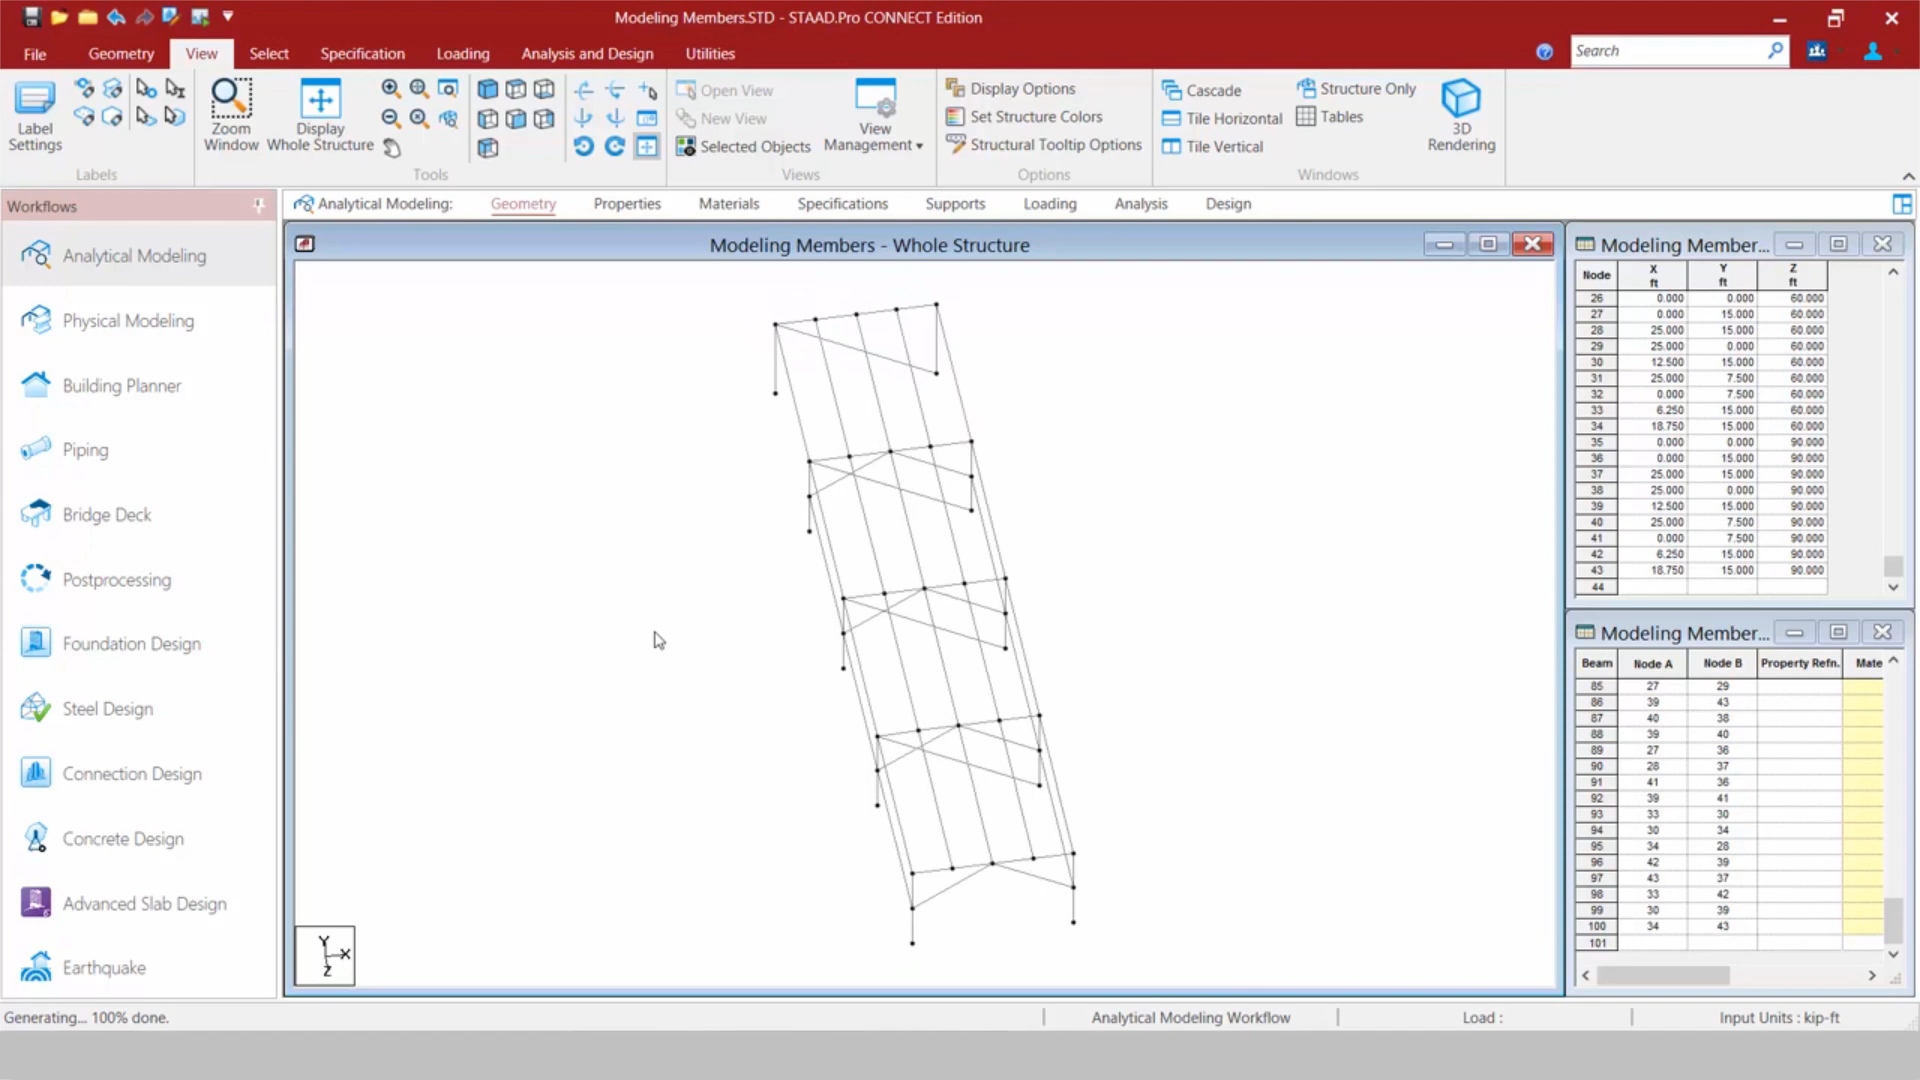 Modeling Members.STD - STAAD.Pro CONNECT Edition
File Geometry View Select Specification Loading Analysis and Design Utilities Search
Label Settings
Labels
Zoom Window
Display Whole Structure
Tools
Open View
New View
Selected Objects
View Management
Views
Display Options
Set Structure Colors
Structural Tooltip Options
Options
Cascade
Tile Horizontal
Tile Vertical
Structure Only
Tables
3D Rendering
Windows
Workflows
Analytical Modeling
Physical Modeling
Building Planner
Piping
Bridge Deck
Postprocessing
Foundation Design
Steel Design
Connection Design
Concrete Design
Advanced Slab Design
Earthquake
Analytical Modeling: Geometry Properties Materials Specifications Supports Loading Analysis Design
Modeling Members - Whole Structure
Y
X
Z
Modeling Member...
Node X ft Y ft Z ft
26 0.000 0.000 60.000
27 0.000 15.000 60.000
28 25.000 15.000 60.000
29 25.000 0.000 60.000
30 12.500 15.000 60.000
31 25.000 7.500 60.000
32 0.000 7.500 60.000
33 6.250 15.000 60.000
34 18.750 15.000 60.000
35 0.000 0.000 90.000
36 0.000 15.000 90.000
37 25.000 15.000 90.000
38 25.000 0.000 90.000
39 12.500 15.000 90.000
40 25.000 7.500 90.000
41 0.000 7.500 90.000
42 6.250 15.000 90.000
43 18.750 15.000 90.000
44
Modeling Member...
Beam Node A Node B Property Refn. Mate
85 27 29
86 39 43
87 40 38
88 39 40
89 27 36
90 28 37
91 41 36
92 39 41
93 33 30
94 30 34
95 34 28
96 42 39
97 43 37
98 33 42
99 30 39
100 34 43
101
Generating... 100% done.
Analytical Modeling Workflow
Load :
Input Units : kip-ft